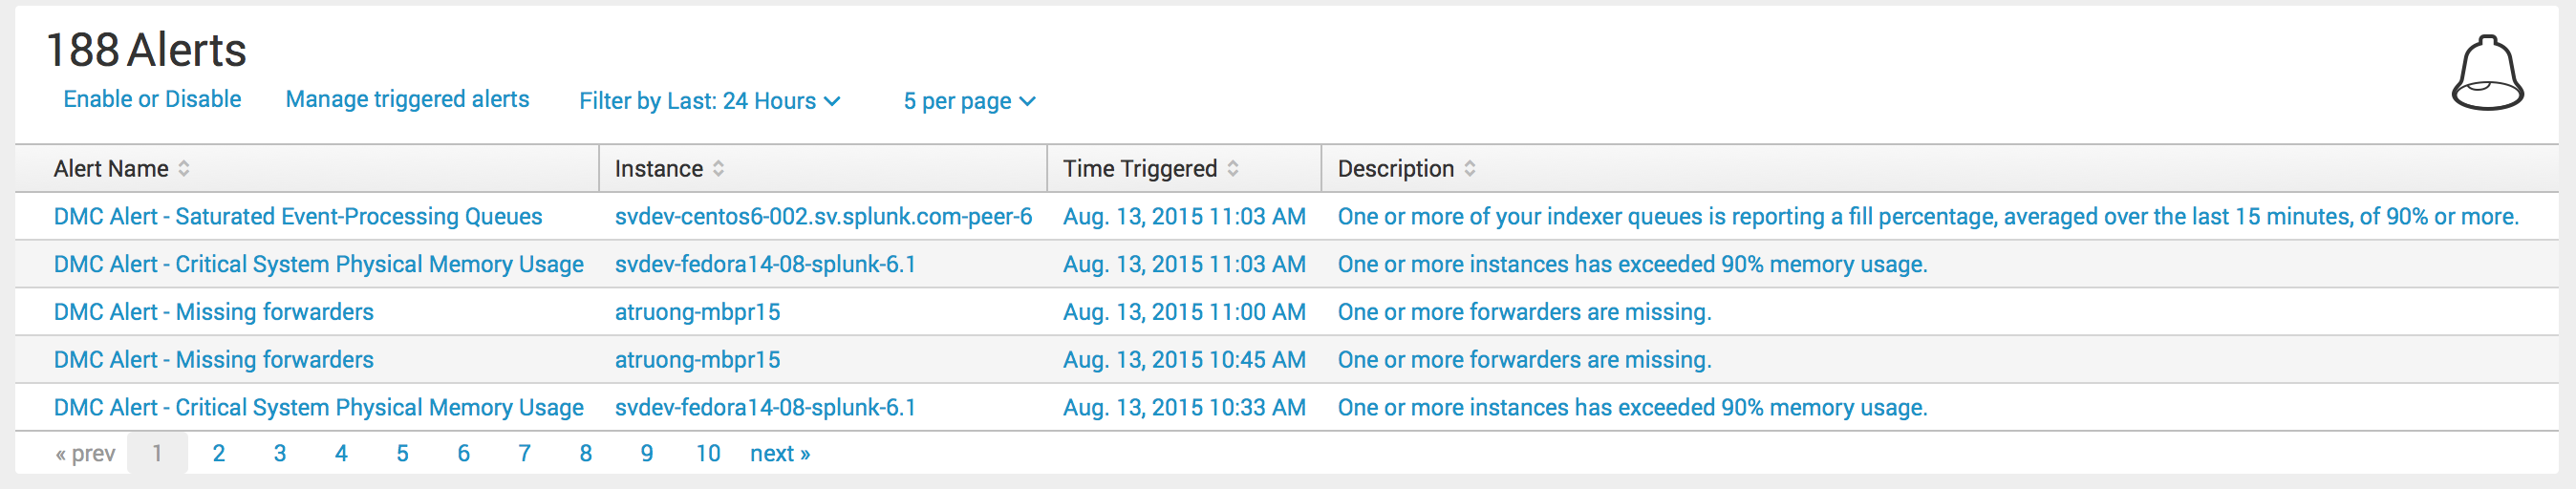 188 Alerts
Enable or Disable Manage triggered alerts Filter by Last: 24 Hours 5 per page
Alert Name Instance Time Triggered Description
DMC Alert - Saturated Event-Processing Queues svdev-centos6-002.sv.splunk.com-peer-6 Aug. 13, 2015 11:03 AM One or more of your indexer queues is reporting a fill percentage, averaged over the last 15 minutes, of 90% or more.
DMC Alert - Critical System Physical Memory Usage svdev-fedora14-08-splunk-6.1 Aug. 13, 2015 11:03 AM One or more instances has exceeded 90% memory usage.
DMC Alert - Missing forwarders atruong-mbpr15 Aug. 13, 2015 11:00 AM One or more forwarders are missing.
DMC Alert - Missing forwarders atruong-mbpr15 Aug. 13, 2015 10:45 AM One or more forwarders are missing.
DMC Alert - Critical System Physical Memory Usage svdev-fedora14-08-splunk-6.1 Aug. 13, 2015 10:33 AM One or more instances has exceeded 90% memory usage.
« prev 1 2 3 4 5 6 7 8 9 10 next »